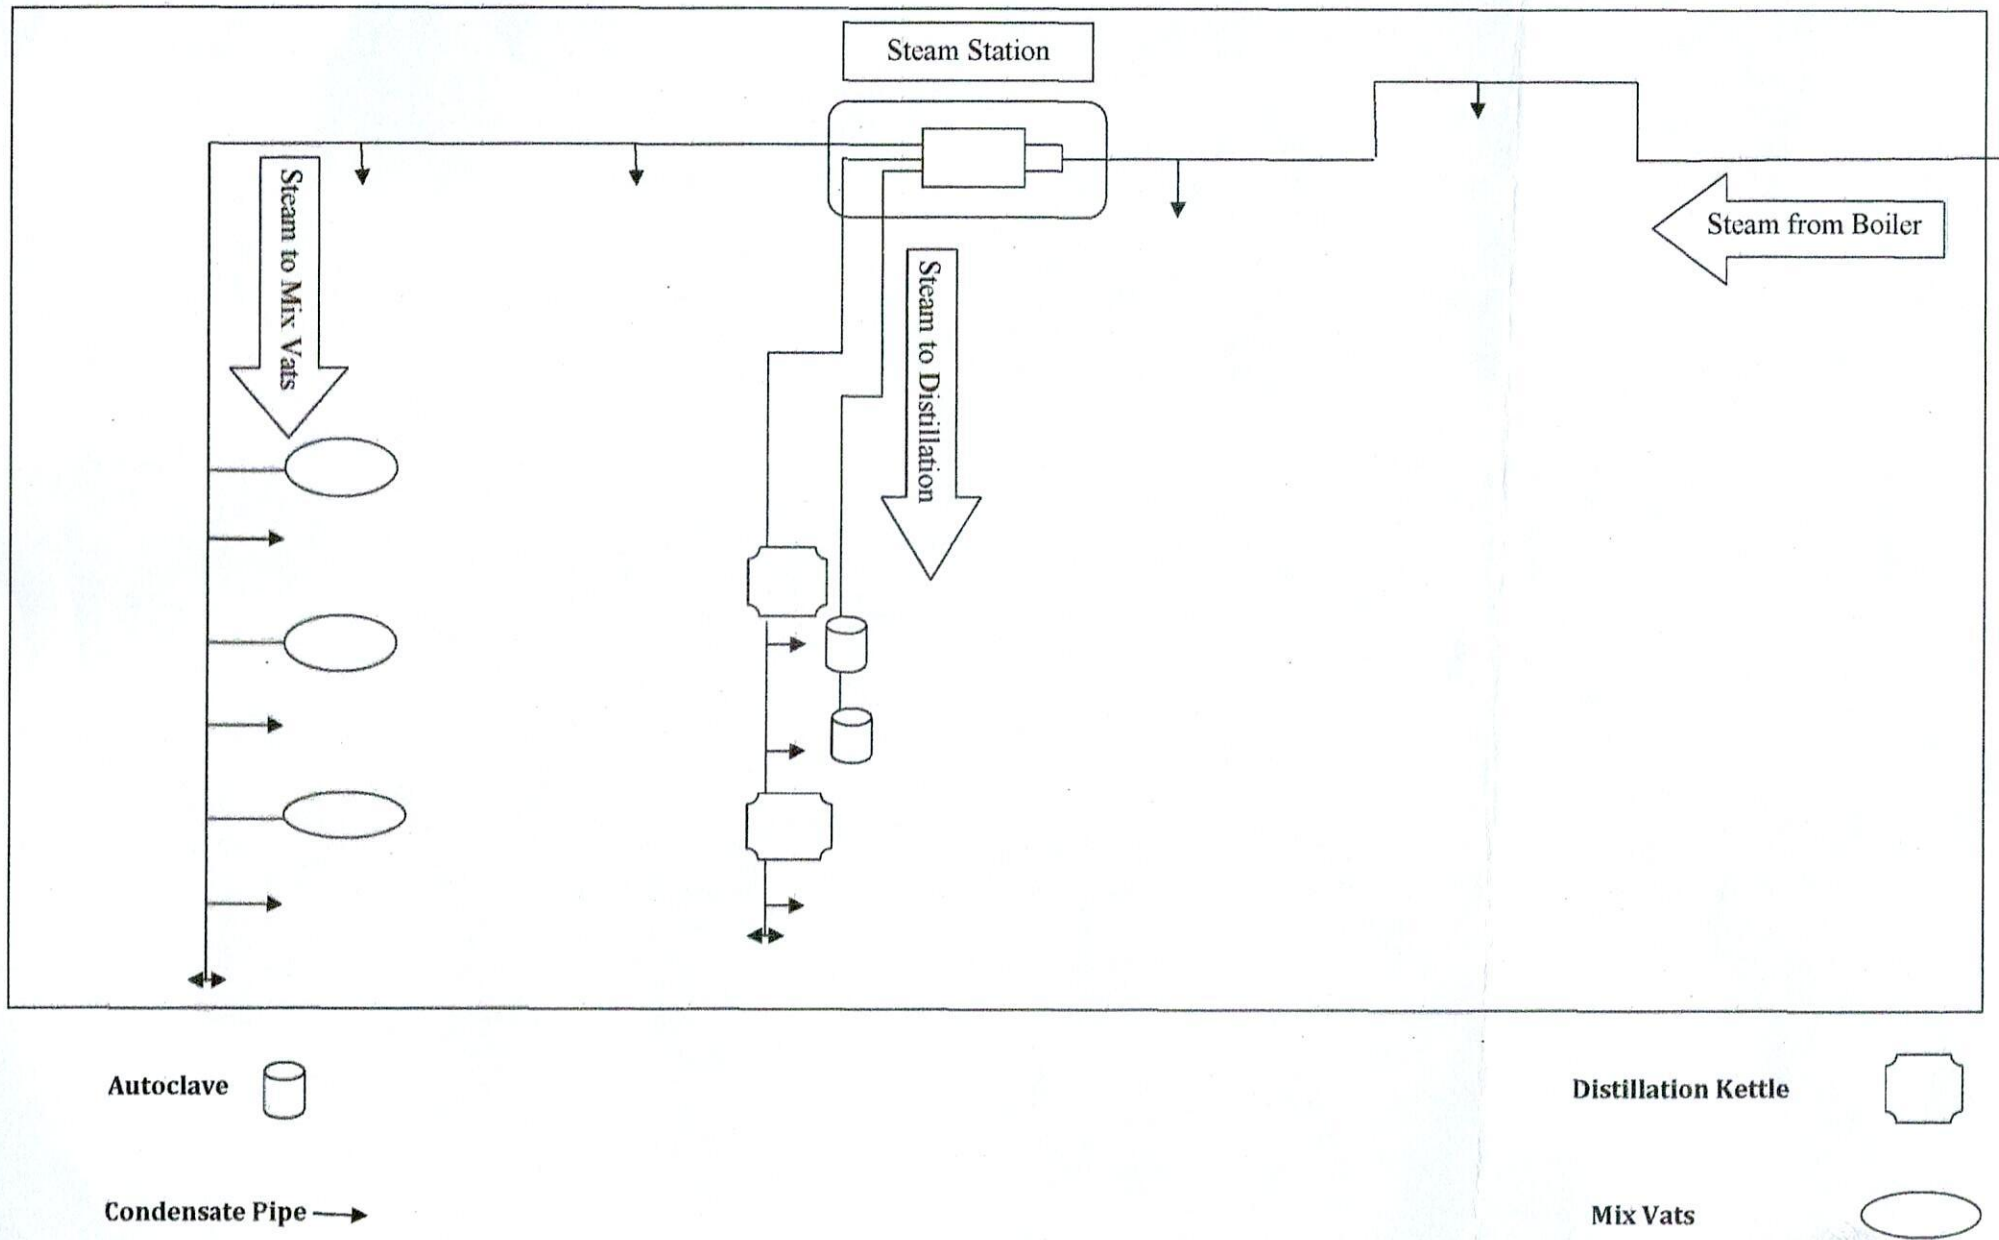 Steam Station
Steam from Boiler
Steam to Mix Vats
Steam to Distillation
Autoclave
Distillation Kettle
Condensate Pipe
Mix Vats